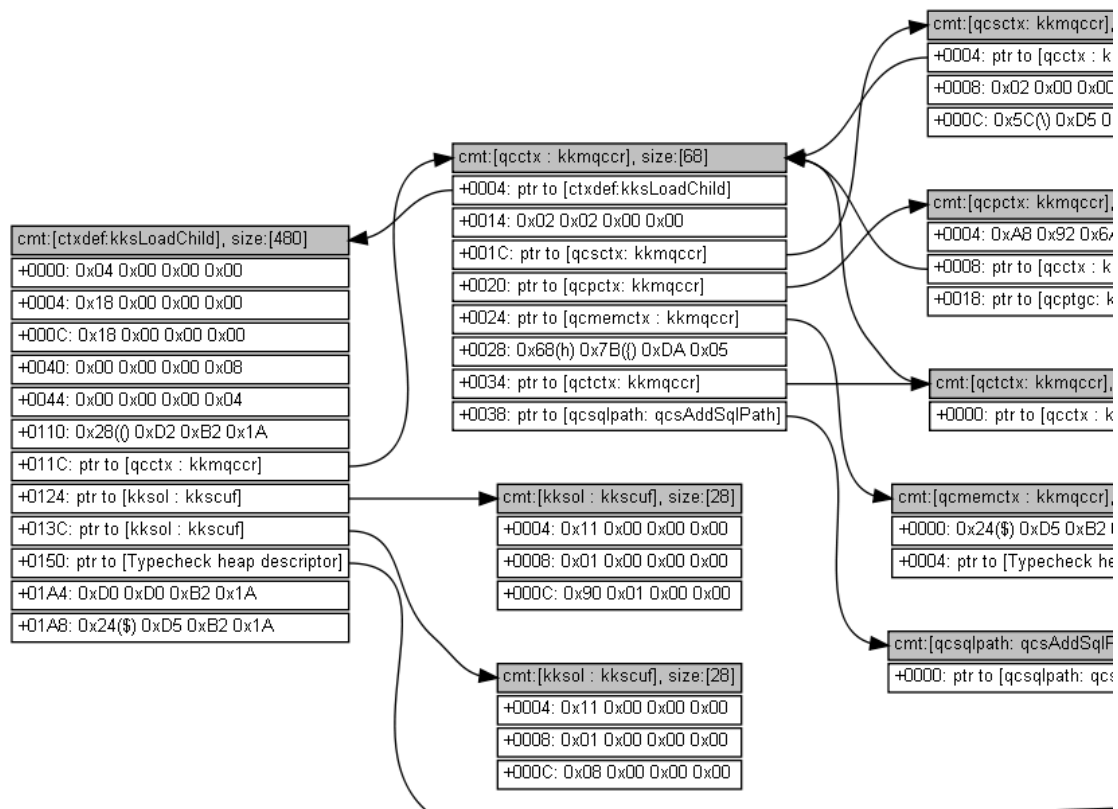 cmt:[ctxdef:kksLoadChild], size:[480]
+0000: 0x04 0x00 0x00 0x00
+0004: 0x18 0x00 0x00 0x00
+000C: 0x18 0x00 0x00 0x00
+0040: 0x00 0x00 0x00 0x08
+0044: 0x00 0x00 0x00 0x04
+0110: 0x28(() 0xD2 0xB2 0x1A
+011C: ptr to [qcctx : kkmqccr]
+0124: ptr to [kksol : kkscuf]
+013C: ptr to [kksol : kkscuf]
+0150: ptr to [Typecheck heap descriptor]
+01A4: 0xD0 0xD0 0xB2 0x1A
+01A8: 0x24($) 0xD5 0xB2 0x1A
cmt:[qcctx : kkmqccr], size:[68]
+0004: ptr to [ctxdef:kksLoadChild]
+0014: 0x02 0x02 0x00 0x00
+001C: ptr to [qcsctx: kkmqccr]
+0020: ptr to [qcpctx: kkmqccr]
+0024: ptr to [qcmemctx : kkmqccr]
+0028: 0x68(h) 0x7B({) 0xDA 0x05
+0034: ptr to [qctctx: kkmqccr]
+0038: ptr to [qcsqlpath: qcsAddSqlPath]
cmt:[kksol : kkscuf], size:[28]
+0004: 0x11 0x00 0x00 0x00
+0008: 0x01 0x00 0x00 0x00
+000C: 0x90 0x01 0x00 0x00
cmt:[kksol : kkscuf], size:[28]
+0004: 0x11 0x00 0x00 0x00
+0008: 0x01 0x00 0x00 0x00
+000C: 0x08 0x00 0x00 0x00
cmt:[qcsctx: kkmqccr],
+0004: ptr to [qcctx : k
+0008: 0x02 0x00 0x00
+000C: 0x5C(\) 0xD5 0
cmt:[qcpctx: kkmqccr],
+0004: 0xA8 0x92 0x6A
+0008: ptr to [qcctx : k
+0018: ptr to [qcptgc: k
cmt:[qctctx: kkmqccr],
+0000: ptr to [qcctx : k
cmt:[qcmemctx : kkmqccr],
+0000: 0x24($) 0xD5 0xB2
+0004: ptr to [Typecheck he
cmt:[qcsqlpath: qcsAddSqlP
+0000: ptr to [qcsqlpath: qcs